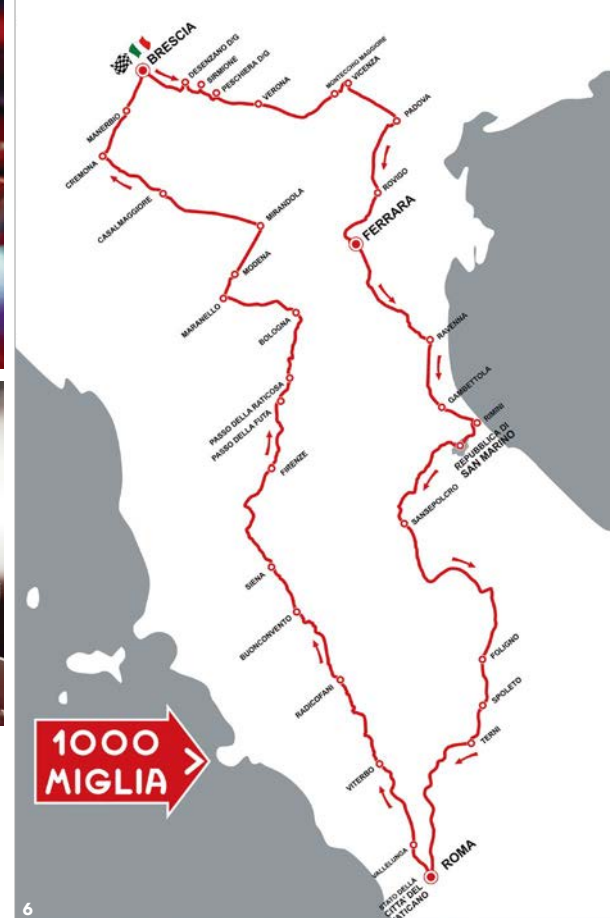 BRESCIA
DESENZANO D/G
SIRMIONE
PESCHIERA D/G
VERONA
MONTECCHIO MAGGIORE
VICENZA
PADOVA
ROVIGO
FERRARA
RAVENNA
GAMBETTOLA
RIMINI
REPUBBLICA DI
SAN MARINO
SANSEPOLCRO
FOLIGNO
SPOLETO
TERNI
ROMA
STATO DELLA
CITTA' DEL
VATICANO
VALLELUNGA
VITERBO
RADICOFANI
BUONCONVENTO
SIENA
FIRENZE
PASSO DELLA FUTA
PASSO DELLA RATICOSA
BOLOGNA
MARANELLO
MODENA
MIRANDOLA
CASALMAGGIORE
CREMONA
MANERBIO
1000
MIGLIA
6